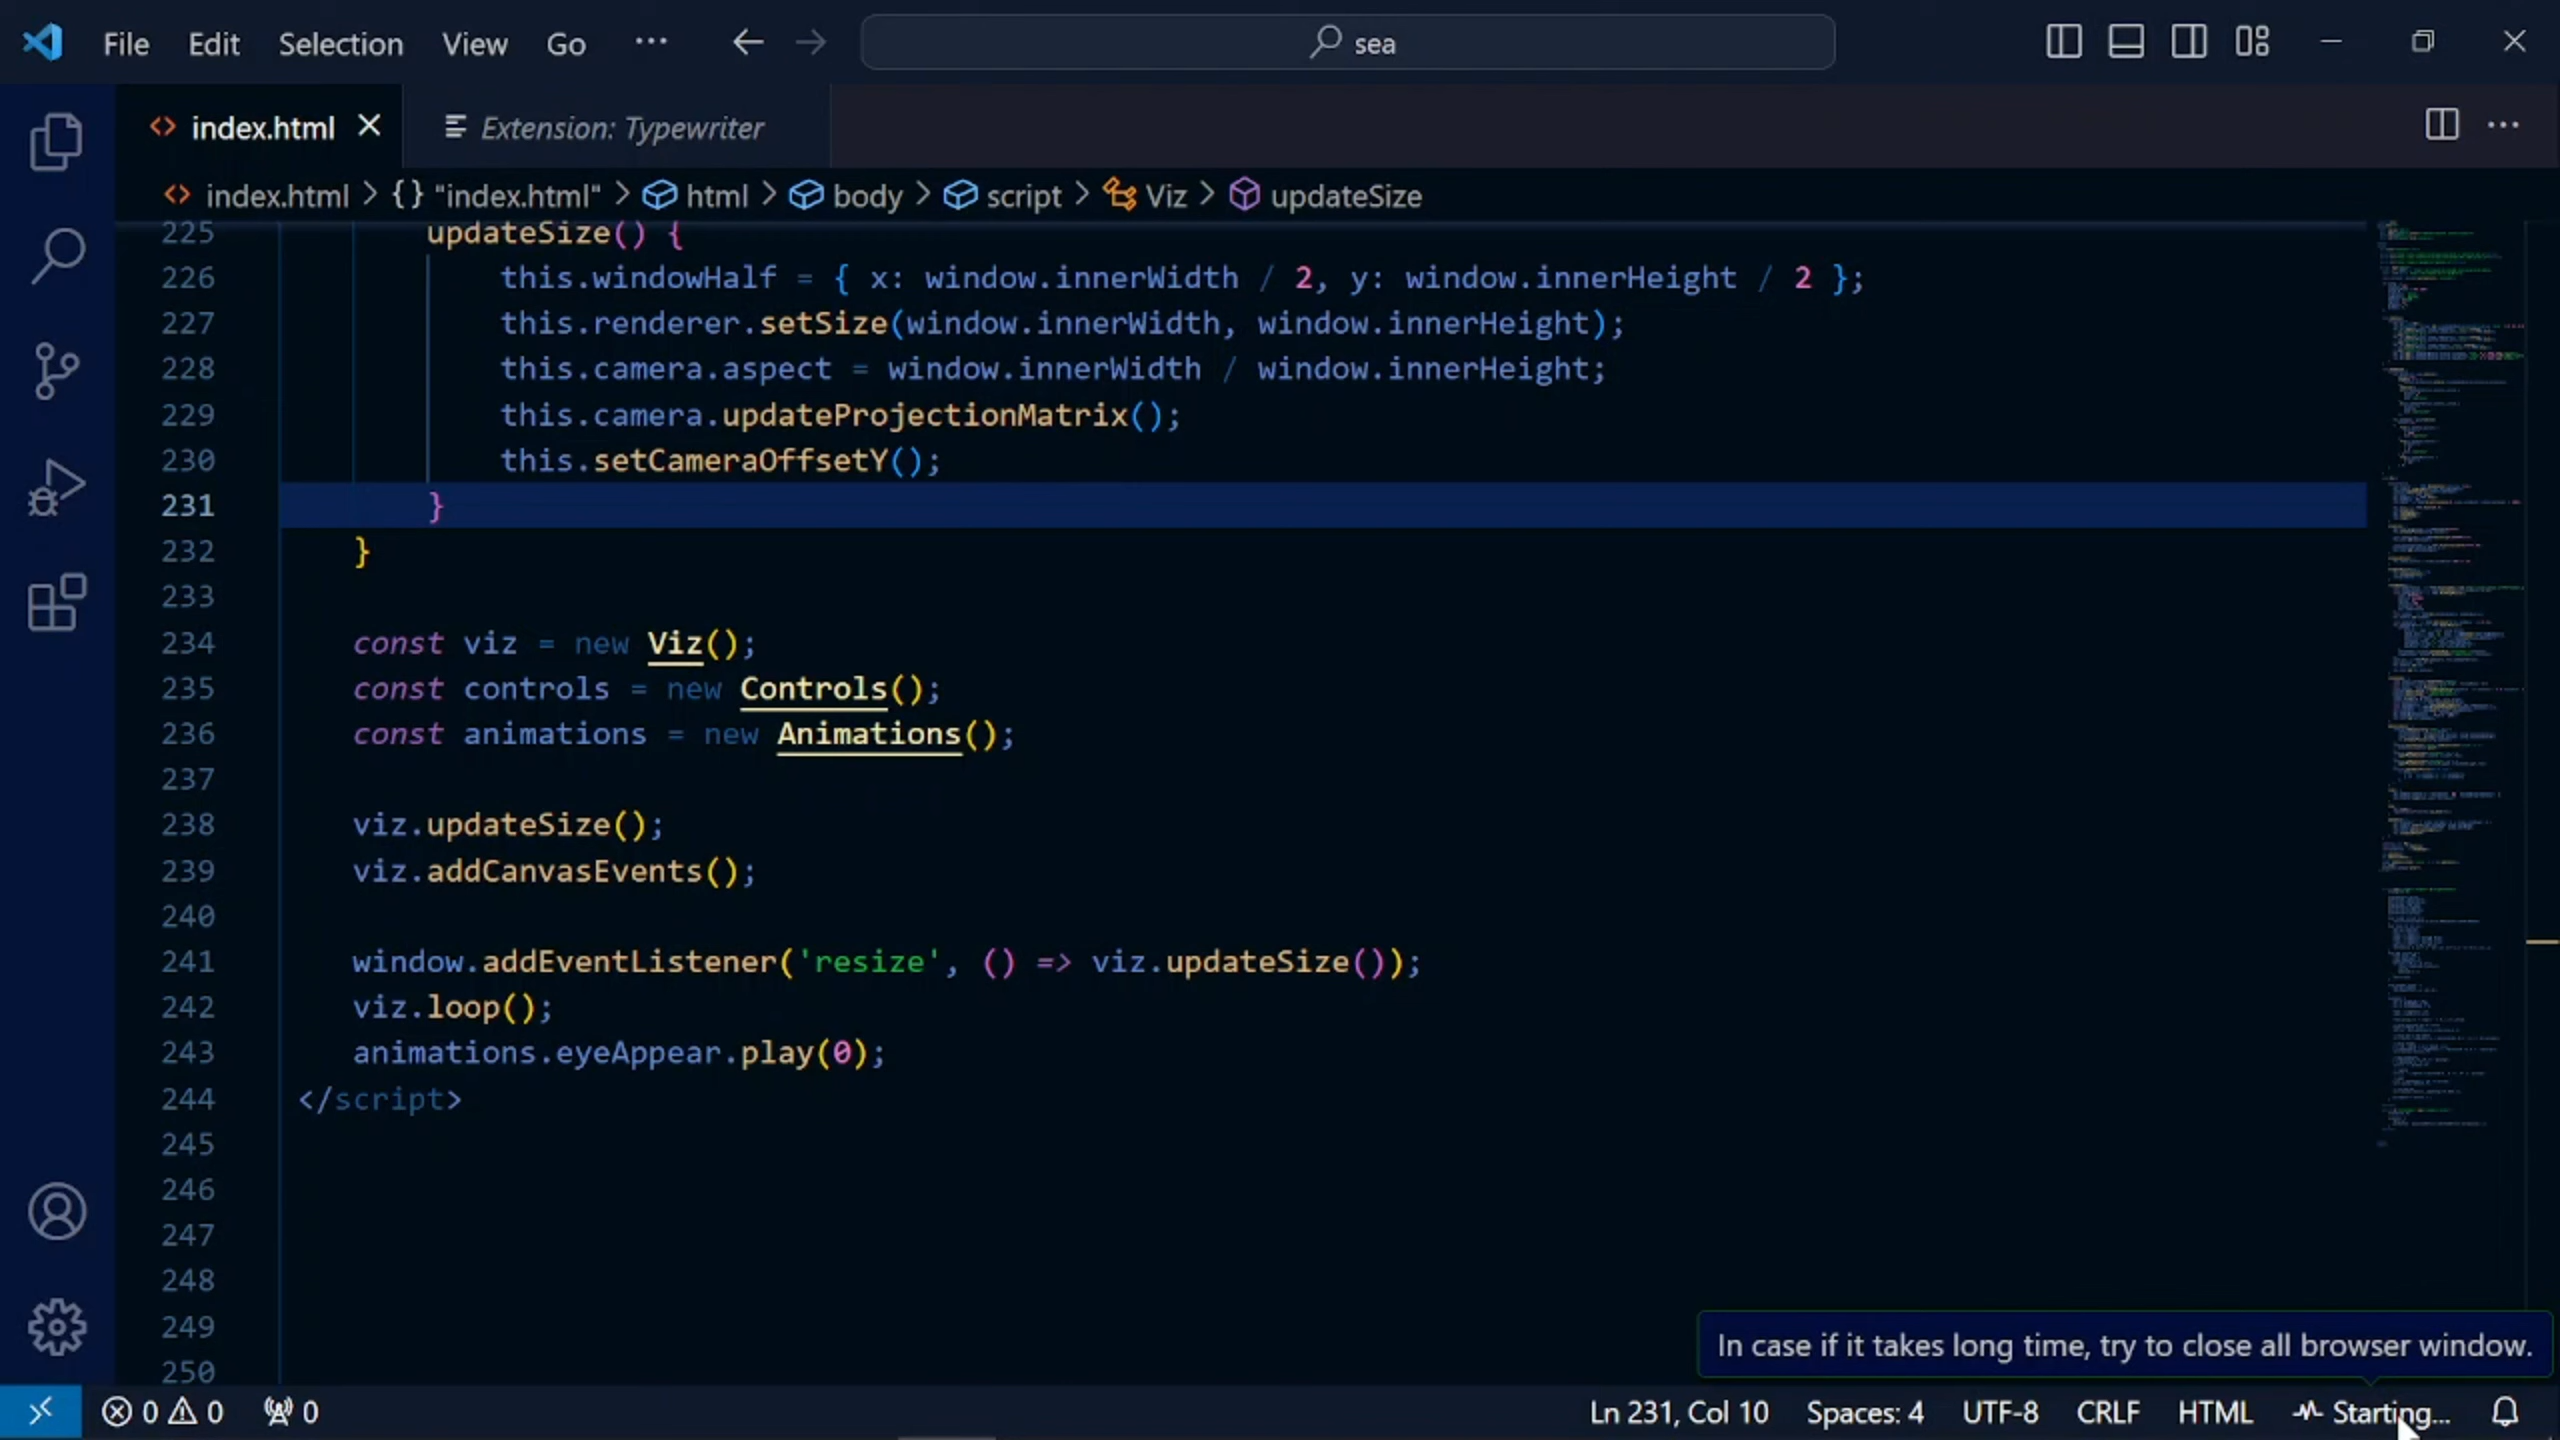 File Edit Selection View Go ··· sea
index.html Extension: Typewriter
index.html > {} "index.html" > html > body > script > Viz > updateSize
225 updateSize() {
226 this.windowHalf = { x: window.innerWidth / 2, y: window.innerHeight / 2 };
227 this.renderer.setSize(window.innerWidth, window.innerHeight);
228 this.camera.aspect = window.innerWidth / window.innerHeight;
229 this.camera.updateProjectionMatrix();
230 this.setCameraOffsetY();
231 }
232 }
233
234 const viz = new Viz();
235 const controls = new Controls();
236 const animations = new Animations();
237
238 viz.updateSize();
239 viz.addCanvasEvents();
240
241 window.addEventListener('resize', () => viz.updateSize());
242 viz.loop();
243 animations.eyeAppear.play(0);
244 </script>
245
246
247
248
249
250
In case if it takes long time, try to close all browser window.
0 0 0 Ln 231, Col 10 Spaces: 4 UTF-8 CRLF HTML Starting...